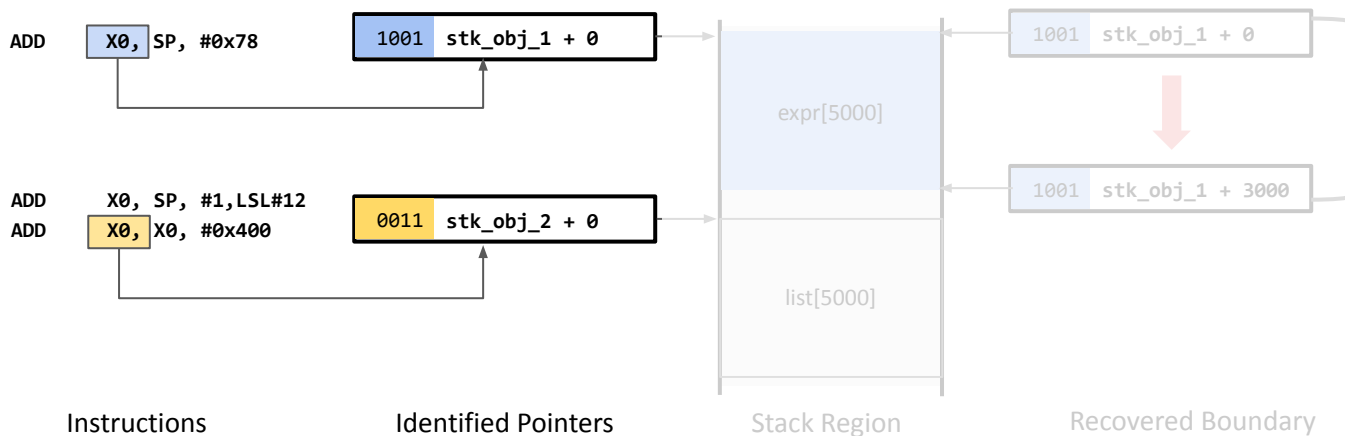 ADD X0, SP, #0x78
1001 stk_obj_1 + 0
1001 stk_obj_1 + 0
expr[5000]
ADD X0, SP, #1,LSL#12
ADD X0, X0, #0x400
0011 stk_obj_2 + 0
1001 stk_obj_1 + 3000
list[5000]
Instructions
Identified Pointers
Stack Region
Recovered Boundary